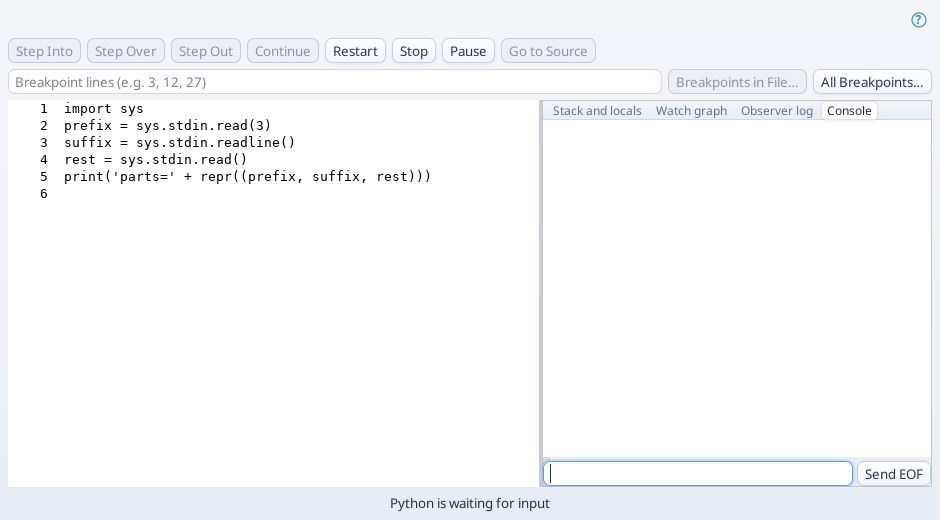 ?
Step Into Step Over Step Out Continue Restart Stop Pause Go to Source
Breakpoint lines (e.g. 3, 12, 27) Breakpoints in File... All Breakpoints...
Stack and locals Watch graph Observer log Console
1 import sys
2 prefix = sys.stdin.read(3)
3 suffix = sys.stdin.readline()
4 rest = sys.stdin.read()
5 print('parts=' + repr((prefix, suffix, rest)))
6
Send EOF
Python is waiting for input